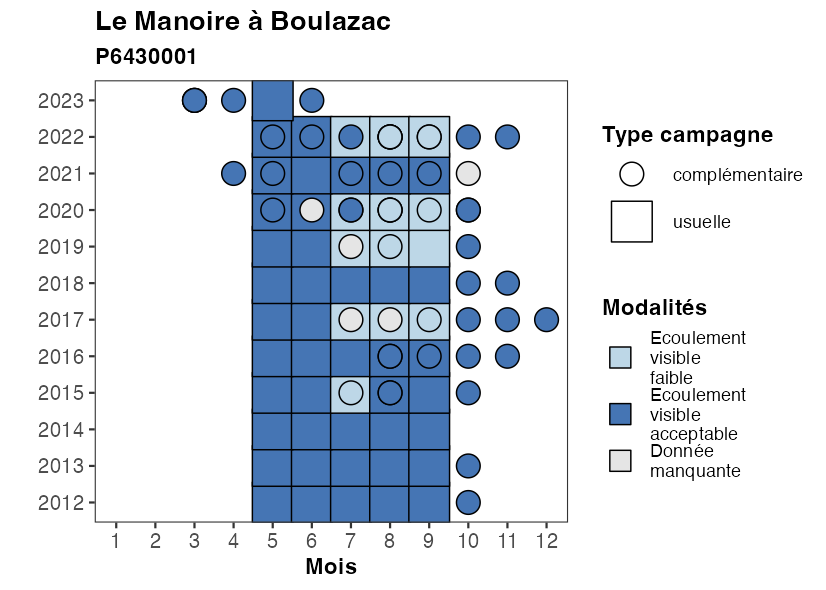 Le Manoire à Boulazac
P6430001
2023
2022
2021
2020
2019
2018
2017
2016
2015
2014
2013
2012
1 2 3 4 5 6 7 8 9 10 11 12
Mois
Type campagne
complémentaire
usuelle
Modalités
Ecoulement
visible
faible
Ecoulement
visible
acceptable
Donnée
manquante